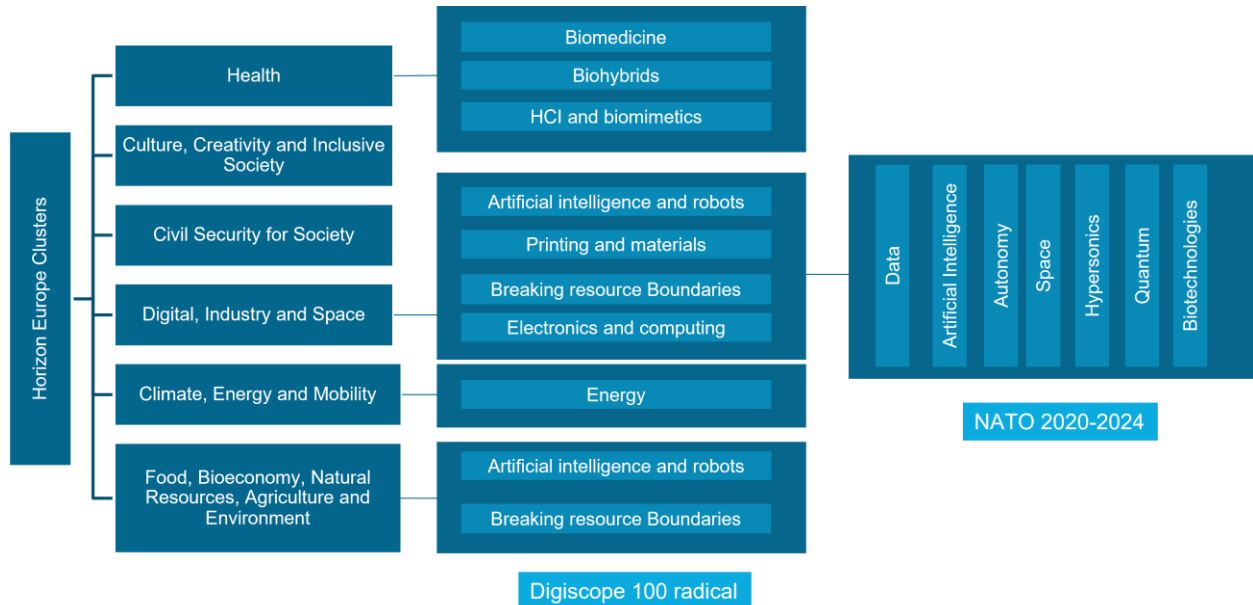 Horizon Europe Clusters
Health
Culture, Creativity and Inclusive
Society
Civil Security for Society
Digital, Industry and Space
Climate, Energy and Mobility
Food, Bioeconomy, Natural
Resources, Agriculture and
Environment
Biomedicine
Biohybrids
HCI and biomimetics
Artificial intelligence and robots
Printing and materials
Breaking resource Boundaries
Electronics and computing
Energy
Artificial intelligence and robots
Breaking resource Boundaries
Digiscope 100 radical
Data
Artificial Intelligence
Autonomy
Space
Hypersonics
Quantum
Biotechnologies
NATO 2020-2024